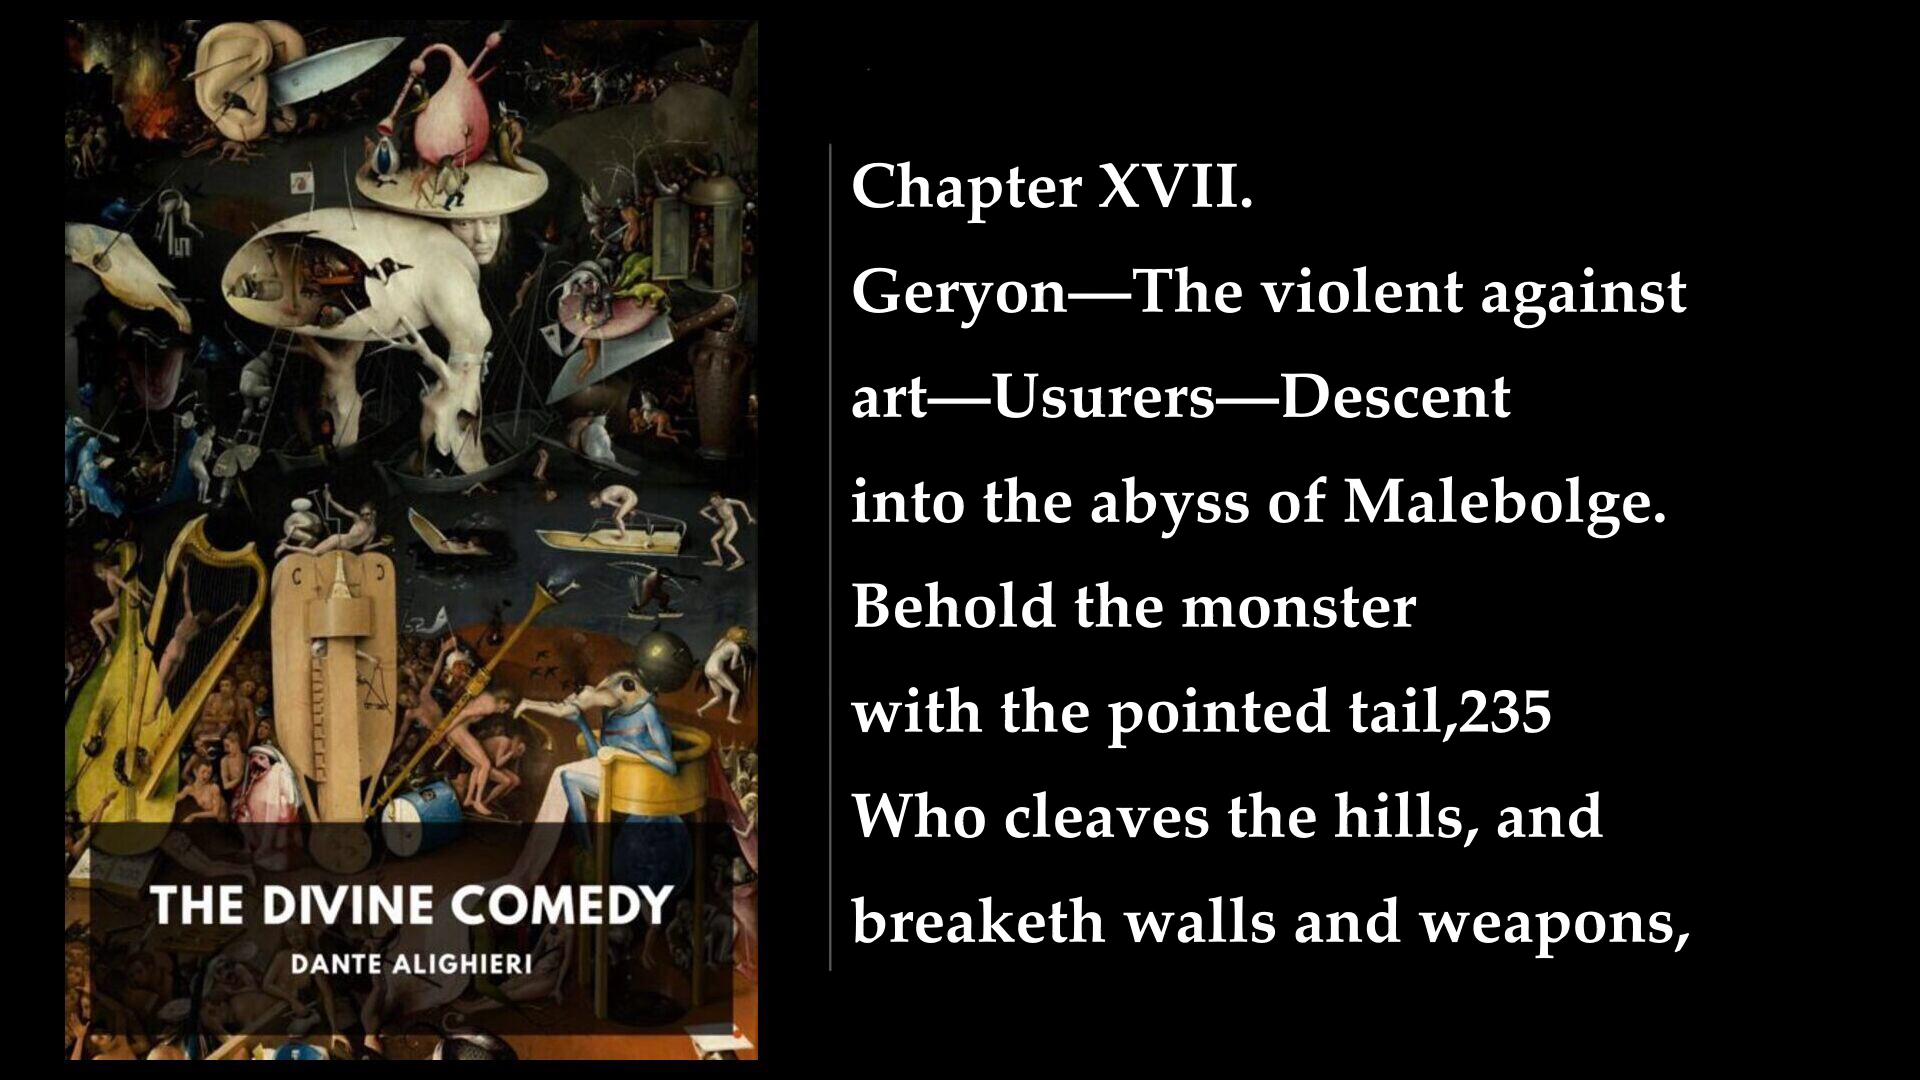 THE DIVINE COMEDY
DANTE ALIGHIERI
Chapter XVII.
Geryon—The violent against
art—Usurers—Descent
into the abyss of Malebolge.
Behold the monster
with the pointed tail,235
Who cleaves the hills, and
breaketh walls and weapons,